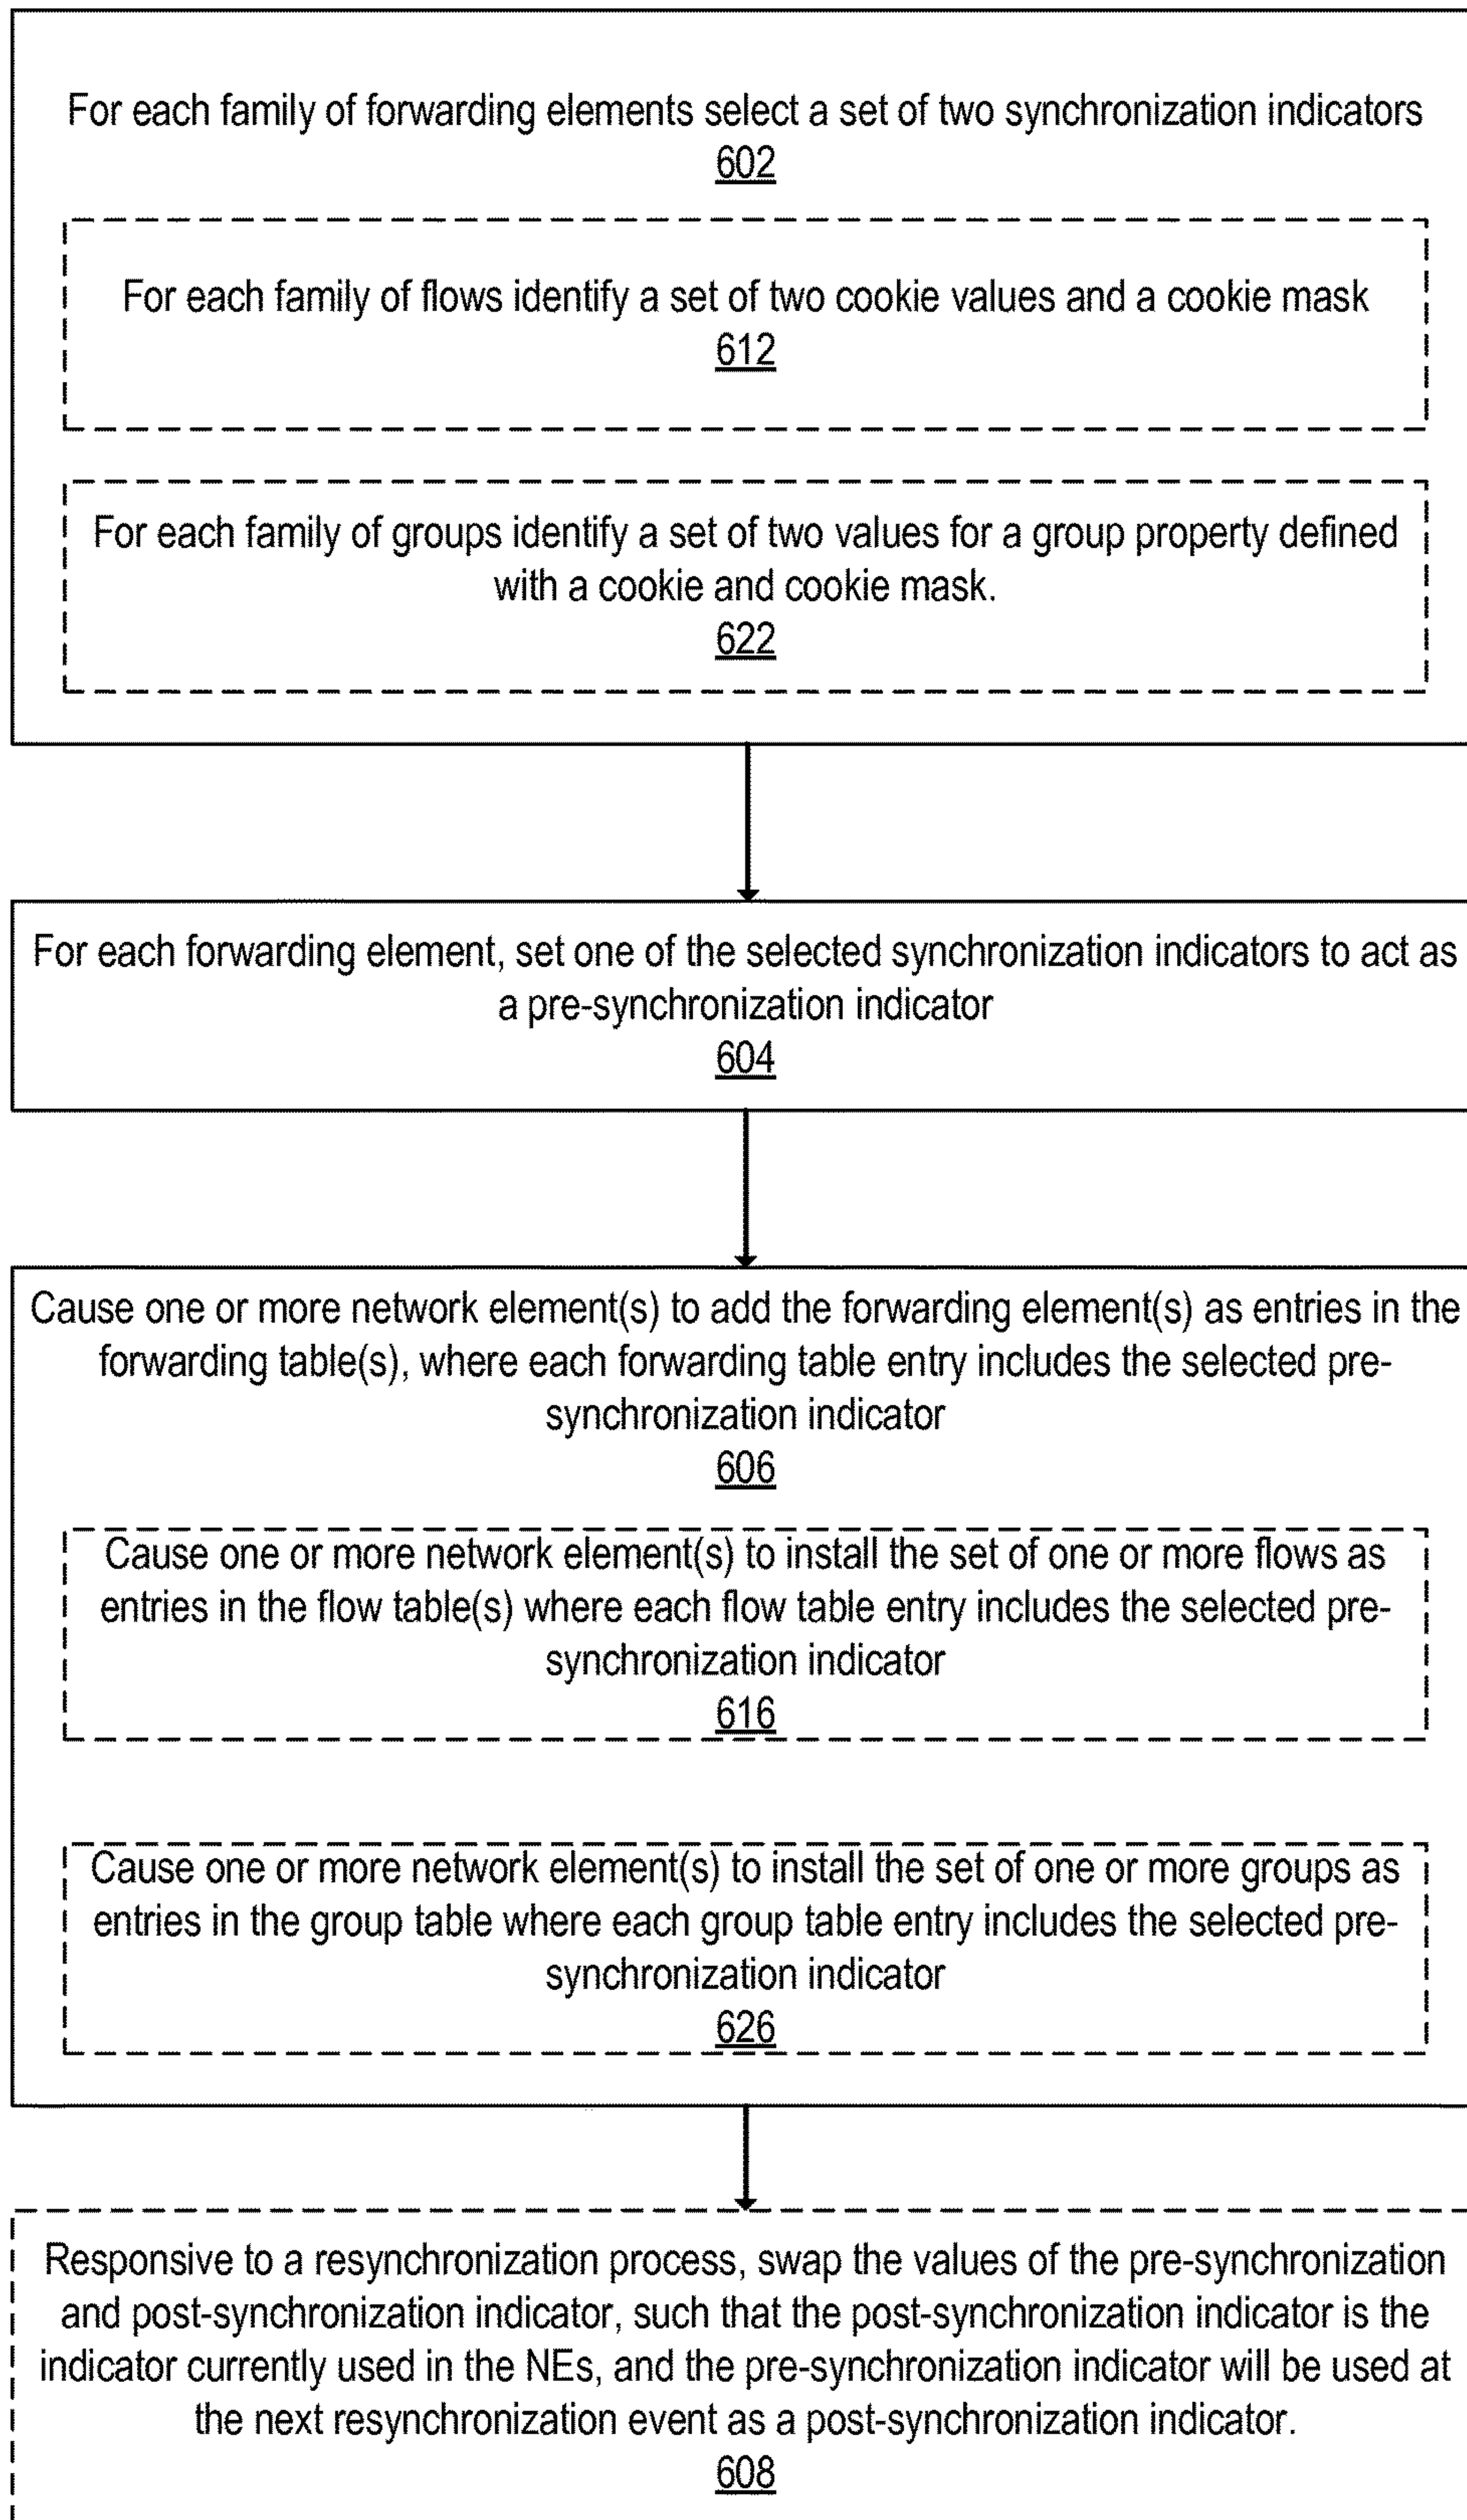 For each family of forwarding elements select a set of two synchronization indicators
602
For each family of flows identify a set of two cookie values and a cookie mask
612
For each family of groups identify a set of two values for a group property defined
with a cookie and cookie mask.
622
For each forwarding element, set one of the selected synchronization indicators to act as
a pre-synchronization indicator
604
Cause one or more network element(s) to add the forwarding element(s) as entries in the
forwarding table(s), where each forwarding table entry includes the selected pre-
synchronization indicator
606
Cause one or more network element(s) to install the set of one or more flows as
entries in the flow table(s) where each flow table entry includes the selected pre-
synchronization indicator
616
Cause one or more network element(s) to install the set of one or more groups as
entries in the group table where each group table entry includes the selected pre-
synchronization indicator
626
Responsive to a resynchronization process, swap the values of the pre-synchronization
and post-synchronization indicator, such that the post-synchronization indicator is the
indicator currently used in the NEs, and the pre-synchronization indicator will be used at
the next resynchronization event as a post-synchronization indicator.
608